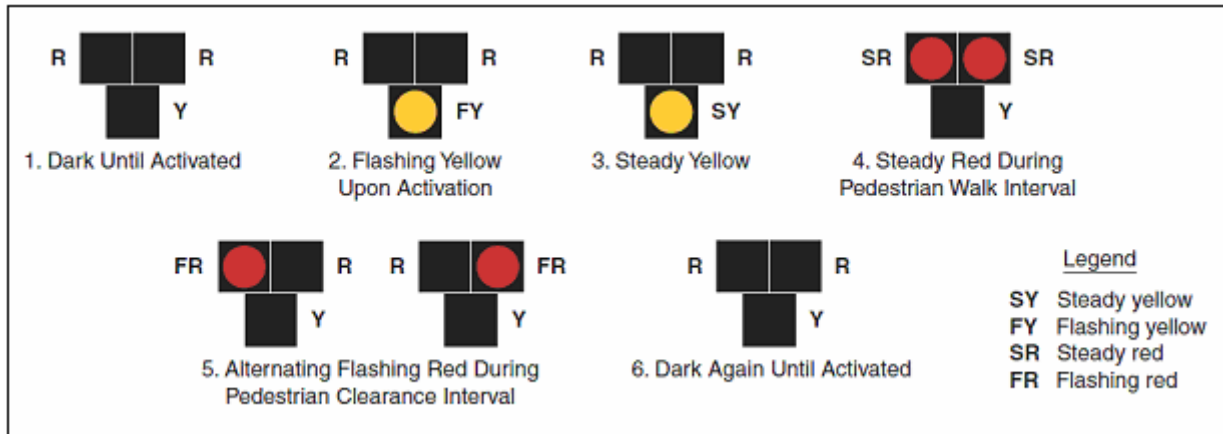 R R
Y
1. Dark Until Activated
R R
FY
2. Flashing Yellow
Upon Activation
R R
SY
3. Steady Yellow
SR SR
Y
4. Steady Red During
Pedestrian Walk Interval
FR R
Y
R FR
Y
5. Alternating Flashing Red During
Pedestrian Clearance Interval
R R
Y
6. Dark Again Until Activated
Legend
SY Steady yellow
FY Flashing yellow
SR Steady red
FR Flashing red